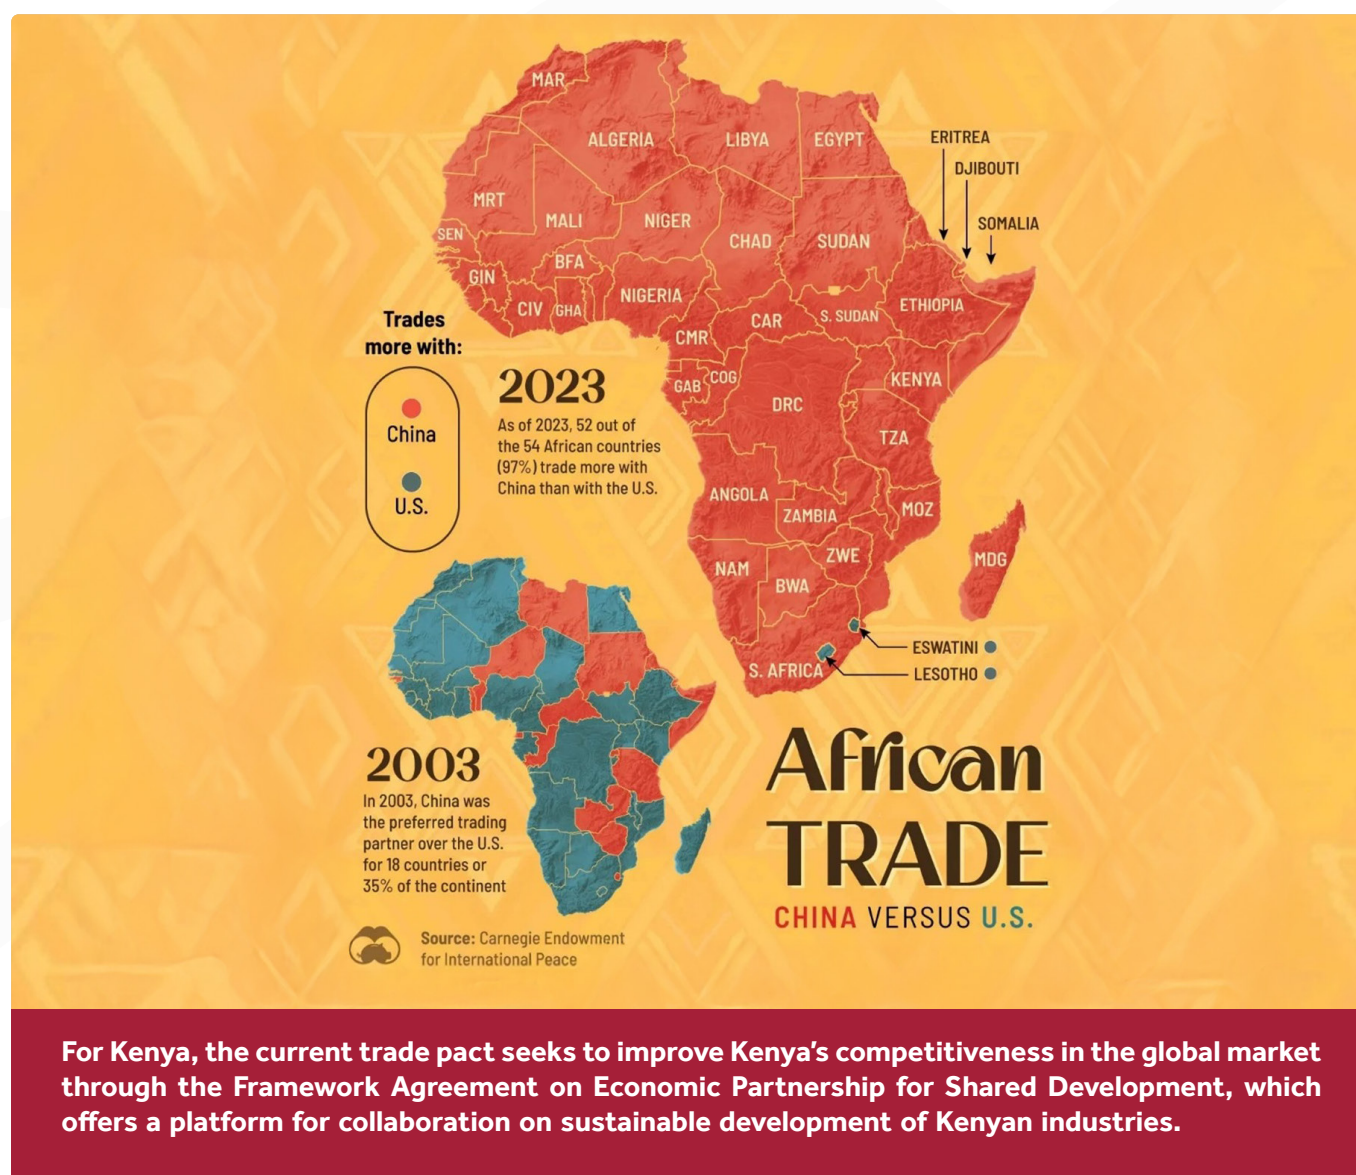 MAR
ALGERIA
LIBYA
EGYPT
ERITREA
DJIBOUTI
SOMALIA
MRT
MALI
NIGER
CHAD
SUDAN
SEN
GIN
BFA
CIV
GHA
NIGERIA
CMR
CAR
S. SUDAN
ETHIOPIA
GAB
COG
DRC
KENYA
TZA
ANGOLA
ZAMBIA
MOZ
NAM
BWA
ZWE
MDG
S. AFRICA
ESWATINI
LESOTHO
Trades
more with:
China
U.S.
2023
As of 2023, 52 out of
the 54 African countries
(97%) trade more with
China than with the U.S.
2003
In 2003, China was
the preferred trading
partner over the U.S.
for 18 countries or
35% of the continent
African
TRADE
CHINA VERSUS U.S.
Source: Carnegie Endowment
for International Peace
For Kenya, the current trade pact seeks to improve Kenya's competitiveness in the global market
through the Framework Agreement on Economic Partnership for Shared Development, which
offers a platform for collaboration on sustainable development of Kenyan industries.